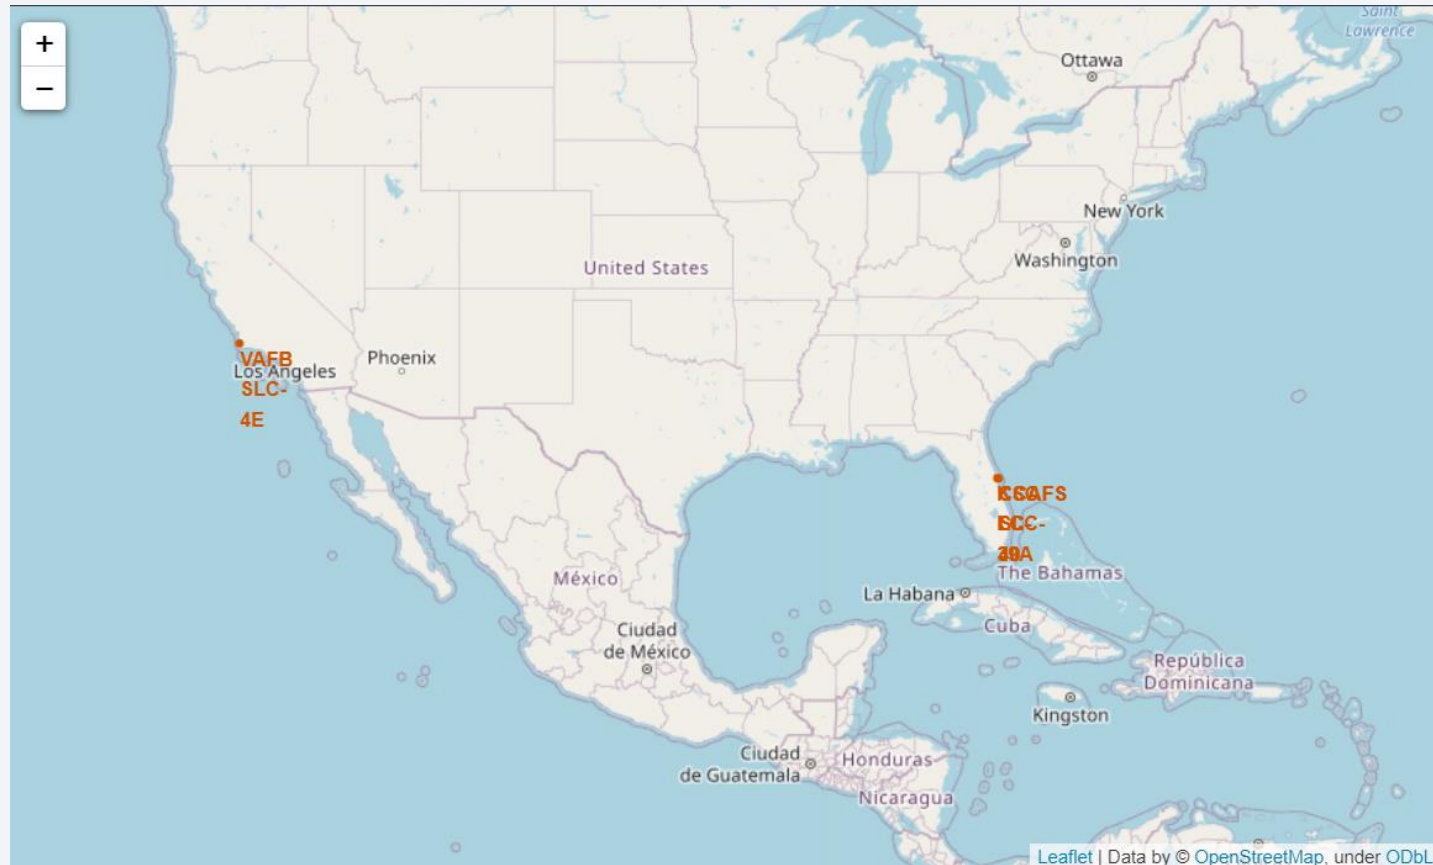 +
−
Saint
Lawrence
Ottawa
New York
Washington
United States
Phoenix
VAFB
Los Angeles
SLC-
4E
The Bahamas
La Habana
México
Cuba
Ciudad
de México
República
Dominicana
Kingston
Ciudad
de Guatemala
Honduras
Nicaragua
Leaflet | Data by © OpenStreetMap, under ODbL